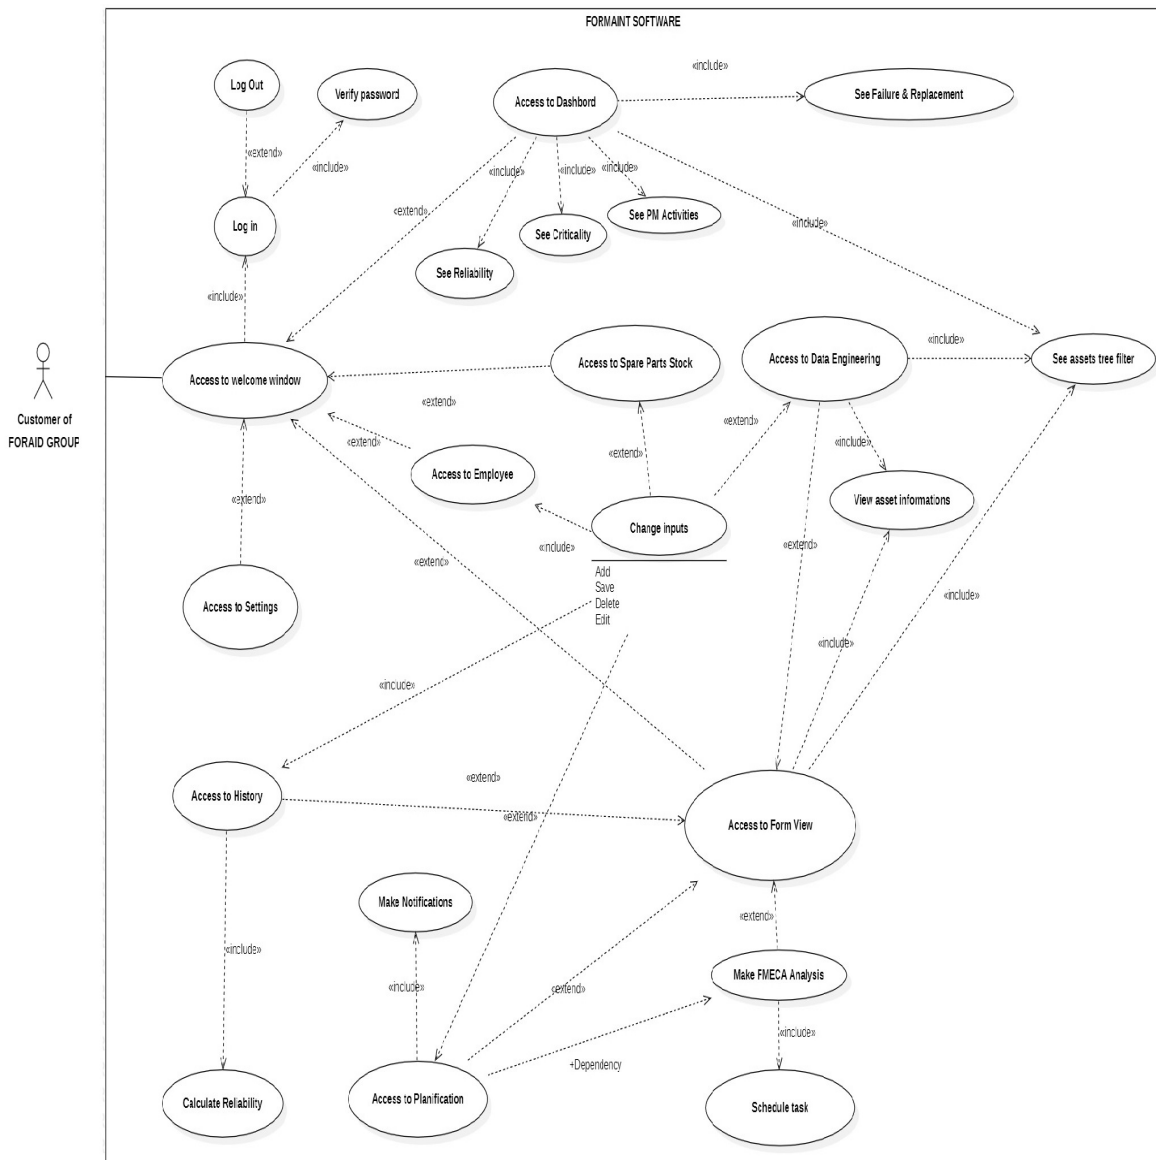 FORMAINT SOFTWARE
«include»
Log Out
Verify password
Access to Dashbord
See Failure & Replacement
«extend»
«include»
«include»
«include»
«include»
«extend»
See PM Activities
«include»
Log in
See Criticality
See Reliability
«include»
Access to welcome window
Access to Spare Parts Stock
Access to Data Engineering
«include»
See assets tree filter
Customer of
FORAID GROUP
«extend»
«extend»
«extend»
«extend»
«include»
Access to Employee
«extend»
View asset informations
Change inputs
«include»
«extend»
«extend»
Add
Save
Delete
Edit
Access to Settings
«include»
«include»
«include»
«extend»
Access to History
«extend»
Access to Form View
Make Notifications
«extend»
«include»
Make FMECA Analysis
«include»
«extend»
«include»
+Dependency
Calculate Reliability
Access to Planification
Schedule task